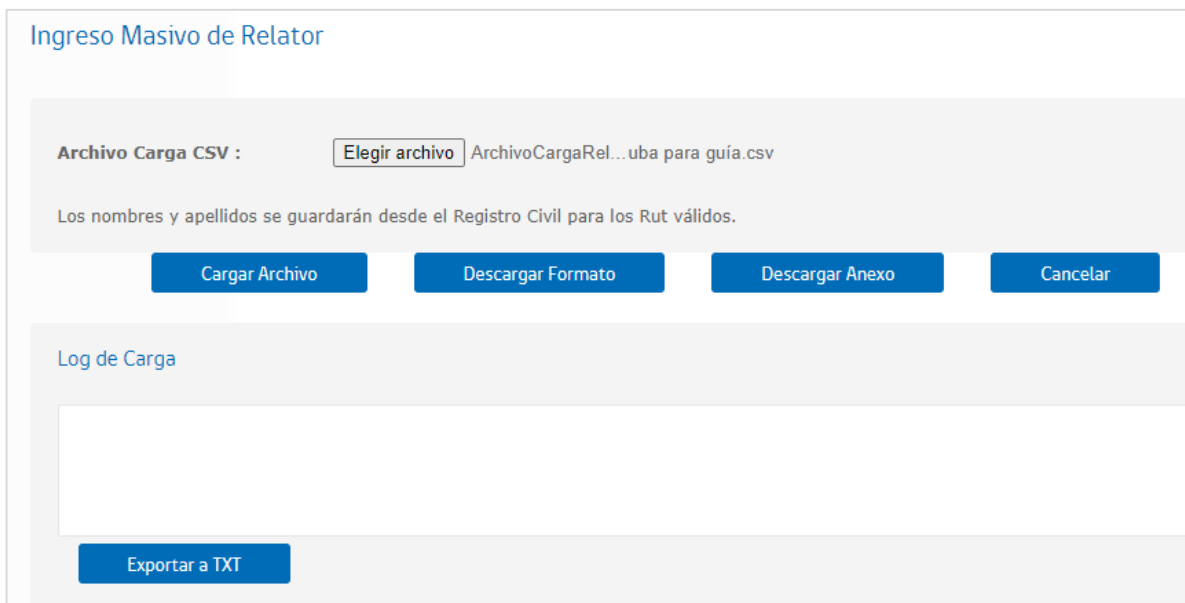 Ingreso Masivo de Relator
Archivo Carga CSV : Elegir archivo ArchivoCargaRel...uba para guía.csv
Los nombres y apellidos se guardarán desde el Registro Civil para los Rut válidos.
Cargar Archivo Descargar Formato Descargar Anexo Cancelar
Log de Carga
Exportar a TXT